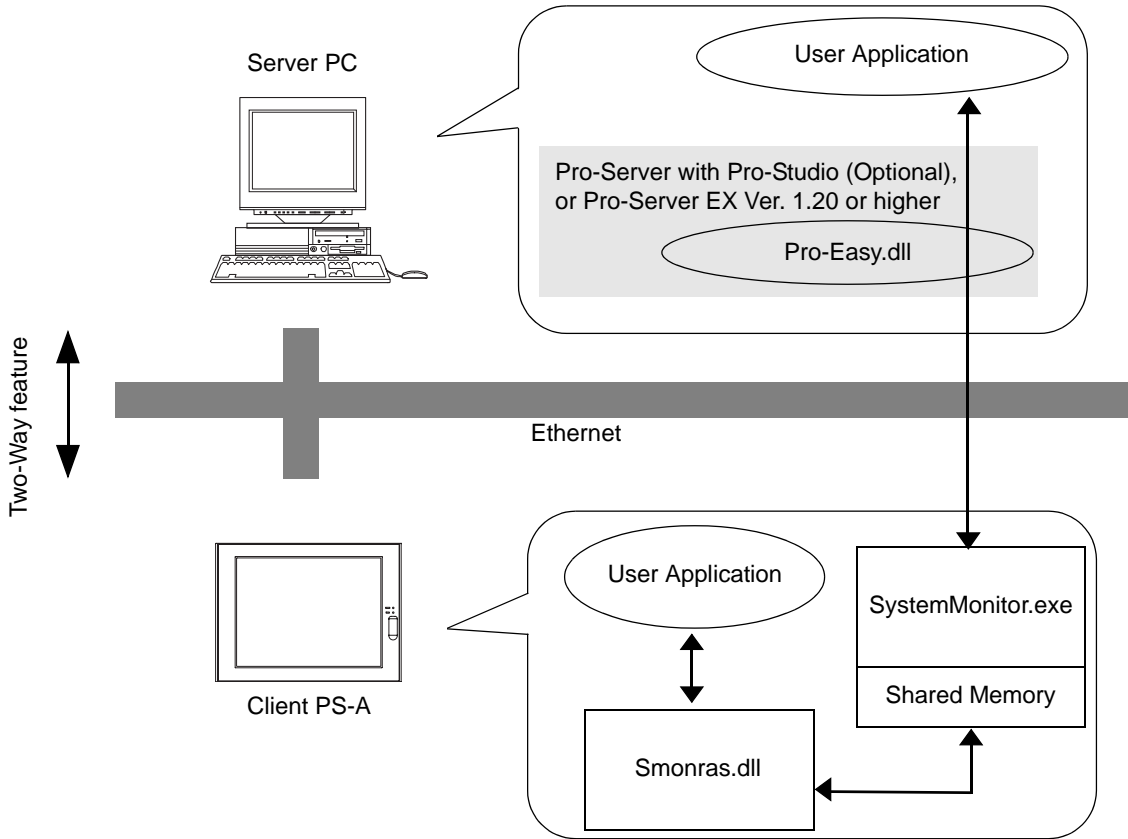 Server PC
User Application
Pro-Server with Pro-Studio (Optional),
or Pro-Server EX Ver. 1.20 or higher
Pro-Easy.dll
Two-Way feature
Ethernet
Client PS-A
User Application
SystemMonitor.exe
Shared Memory
Smonras.dll